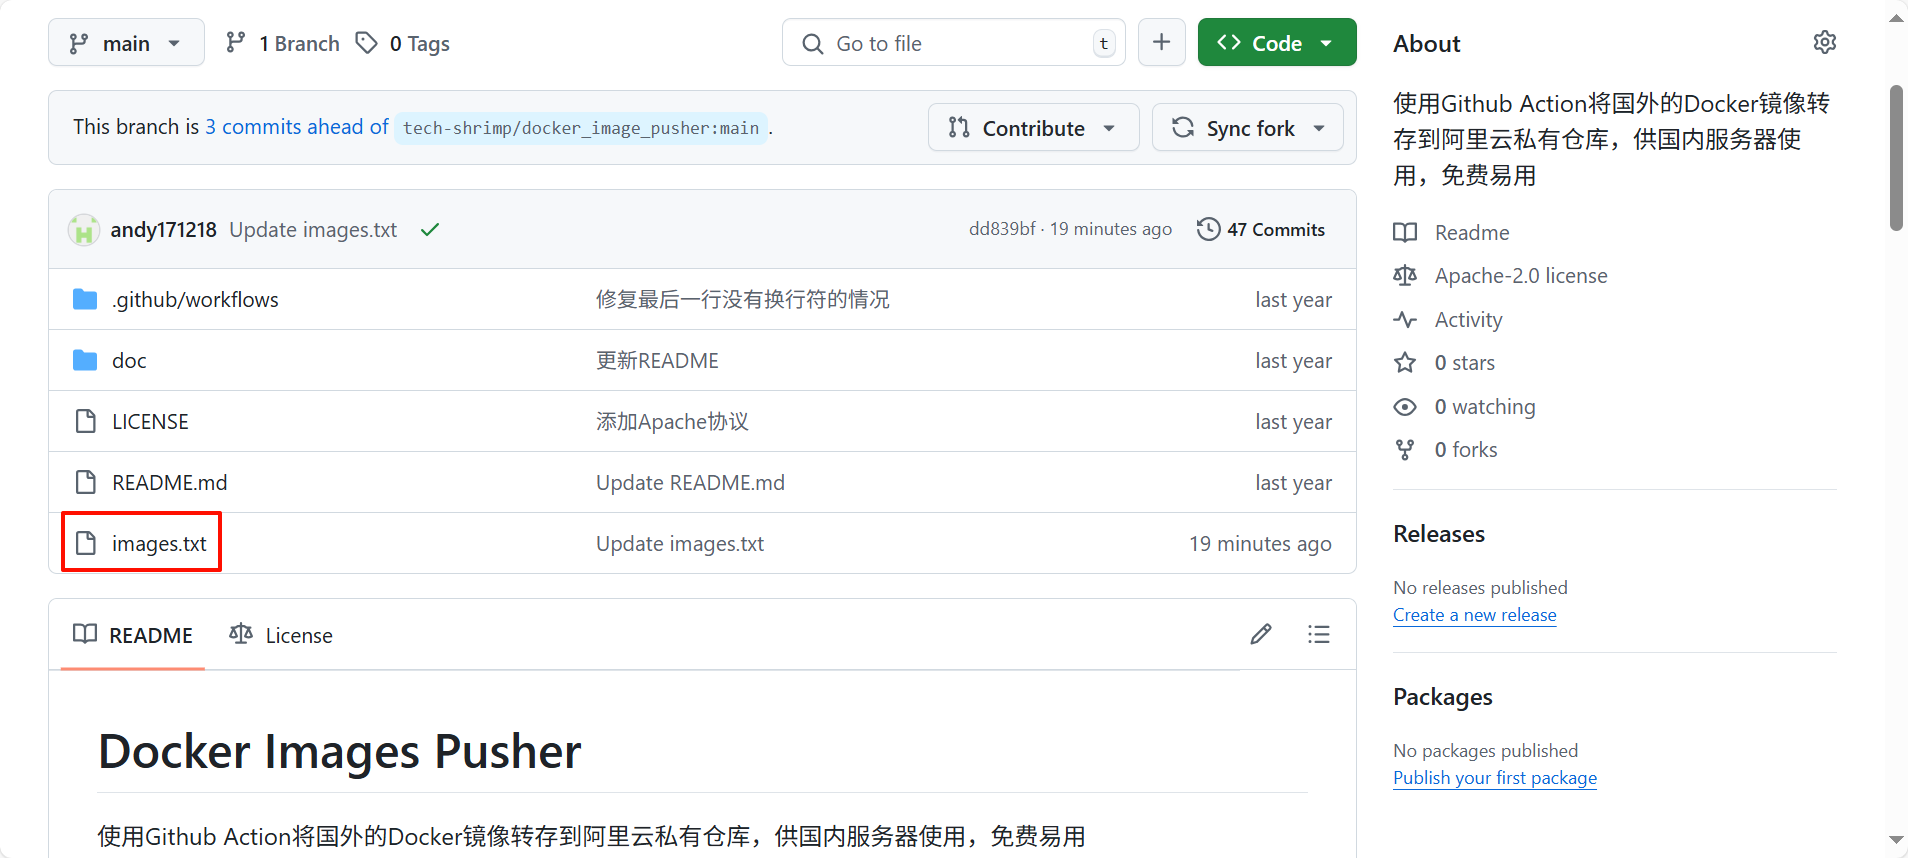 main
1 Branch
0 Tags
Go to file
t
Code
This branch is 3 commits ahead of tech-shrimp/docker_image_pusher:main .
Contribute
Sync fork
andy171218 Update images.txt
dd839bf · 19 minutes ago
47 Commits
.github/workflows 修复最后一行没有换行符的情况 last year
doc 更新README last year
LICENSE 添加Apache协议 last year
README.md Update README.md last year
images.txt Update images.txt 19 minutes ago
README
License
Docker Images Pusher
使用Github Action将国外的Docker镜像转存到阿里云私有仓库，供国内服务器使用，免费易用
About
使用Github Action将国外的Docker镜像转
存到阿里云私有仓库，供国内服务器使
用，免费易用
Readme
Apache-2.0 license
Activity
0 stars
0 watching
0 forks
Releases
No releases published
Create a new release
Packages
No packages published
Publish your first package